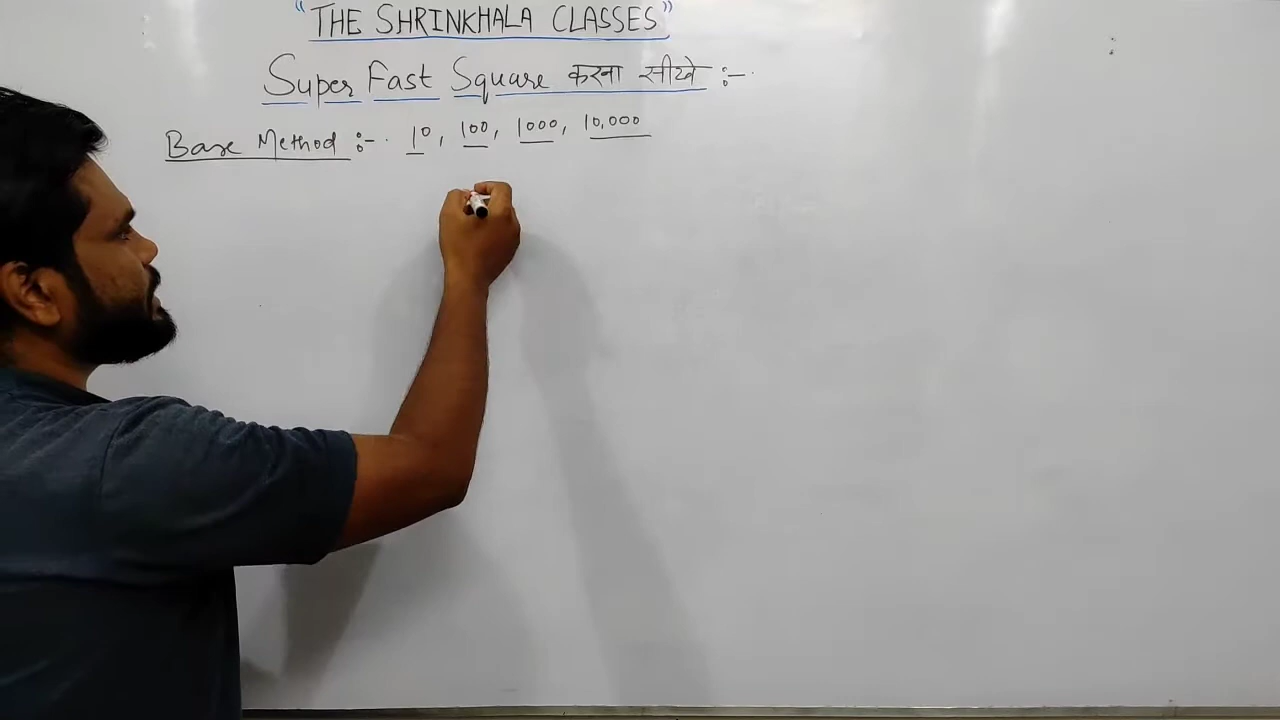 "THE SHRINKHALA CLASSES"
Super Fast Square करना सीखे :-
Base Method :- 10, 100, 1000, 10,000